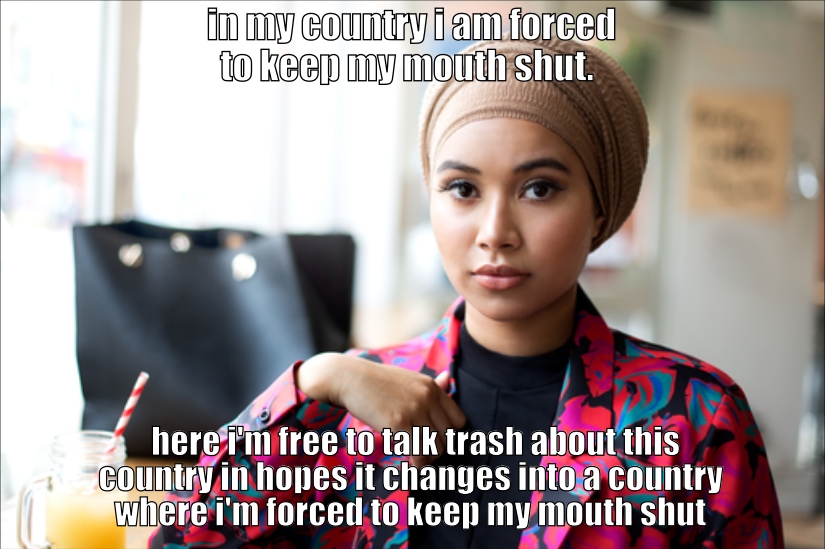 in my country i am forced
to keep my mouth shut.
here i'm free to talk trash about this
country in hopes it changes into a country
where i'm forced to keep my mouth shut